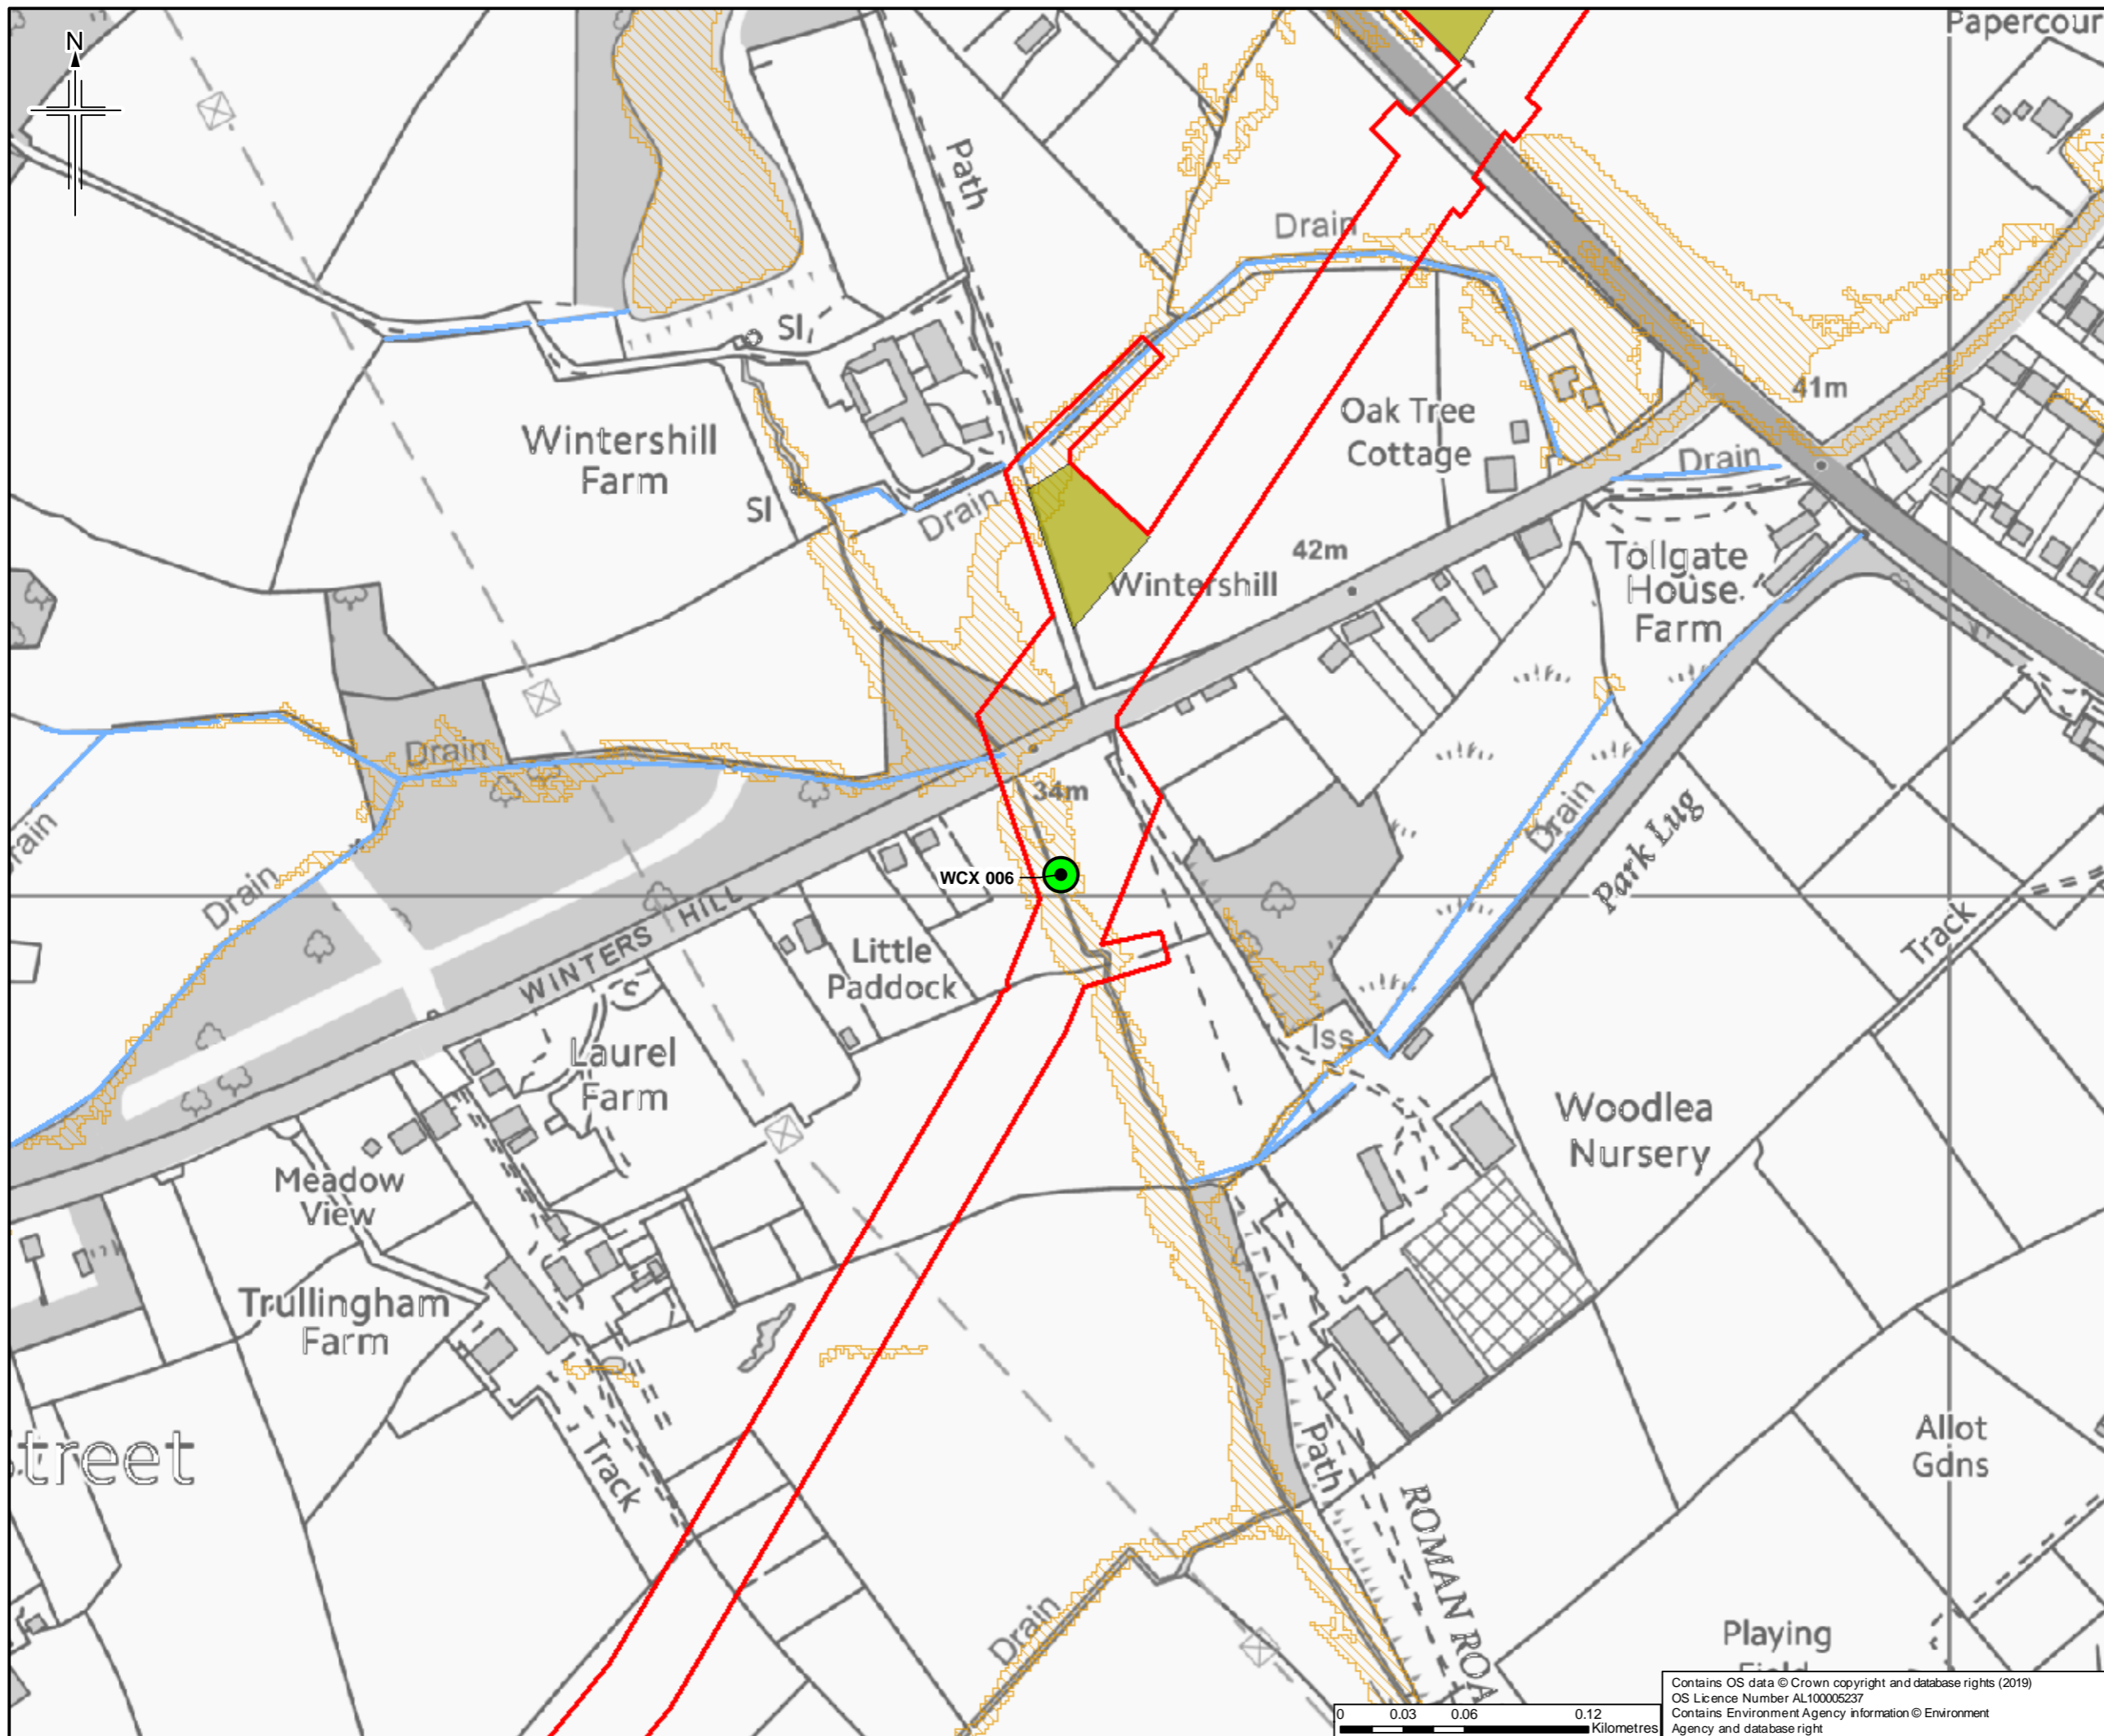 Papercour
N
Path
Drain
SI
41m
Oak Tree
Cottage
Wintershill
Farm
Drain
SI
Drain
42m
Tollgate
House
Farm
Wintershill
Drain
34m
Drain
Park Lug
rain
WCX 006
Drain
WINTERS HILL
Track
Little
Paddock
Iss
Laurel
Farm
Woodlea
Nursery
Meadow
View
Trullingham
Farm
Path
Allot
Gdns
treet
Track
ROMAN ROA
Drain
Playing
Field
Contains OS data © Crown copyright and database rights (2019)
OS Licence Number AL100005237
Contains Environment Agency information © Environment
Agency and database right
0 0.03 0.06 0.12
Kilometres